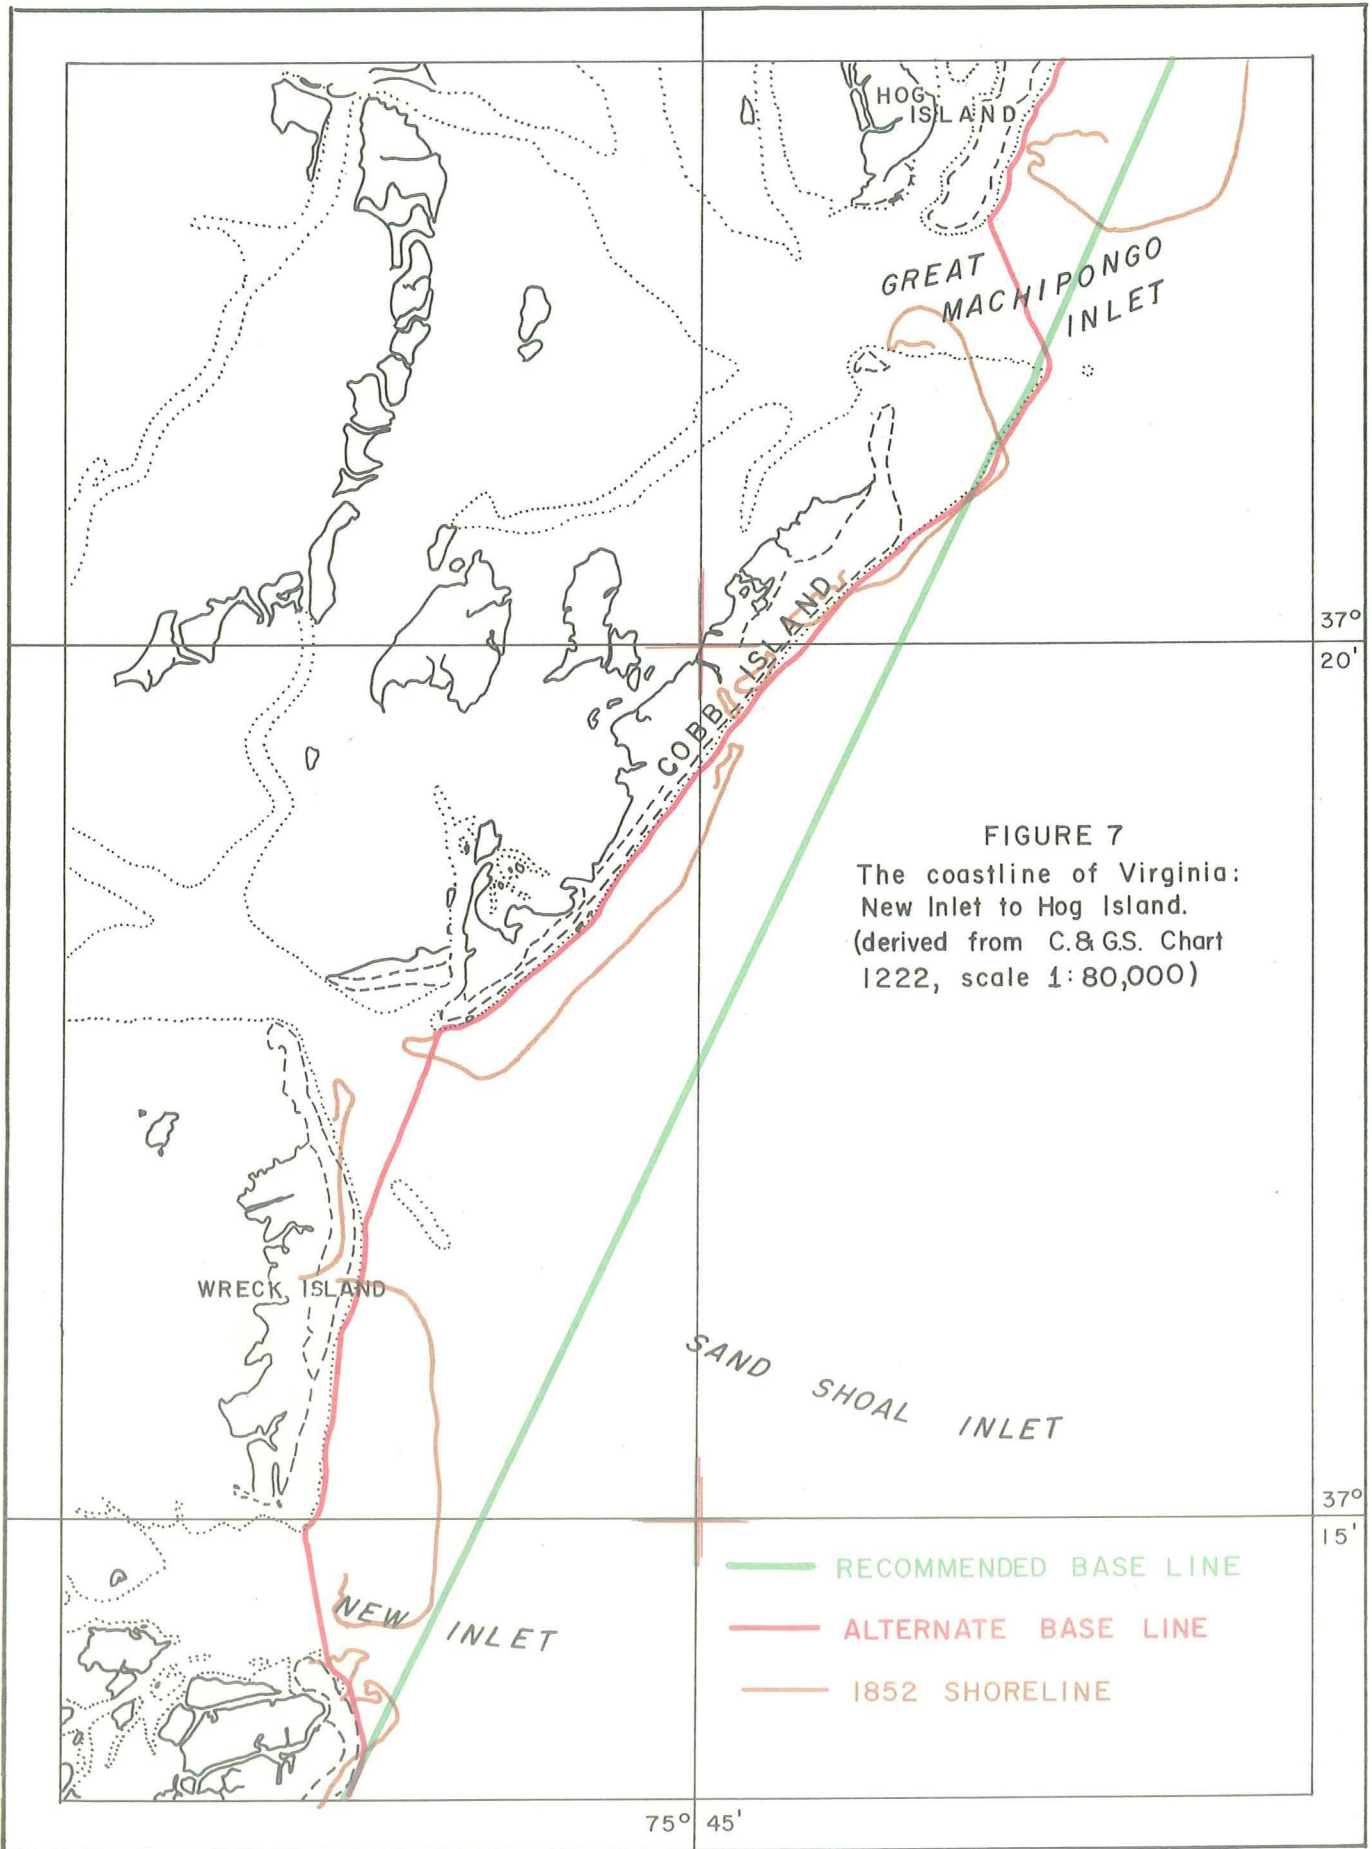 HOG
ISLAND
GREAT
MACHIPONGO
INLET
37°
20'
COBB ISLAND
FIGURE 7
The coastline of Virginia:
New Inlet to Hog Island.
(derived from C.&G.S. Chart
1222, scale 1:80,000)
WRECK ISLAND
SAND SHOAL INLET
37°
15'
NEW INLET
RECOMMENDED BASE LINE
ALTERNATE BASE LINE
1852 SHORELINE
75° 45'